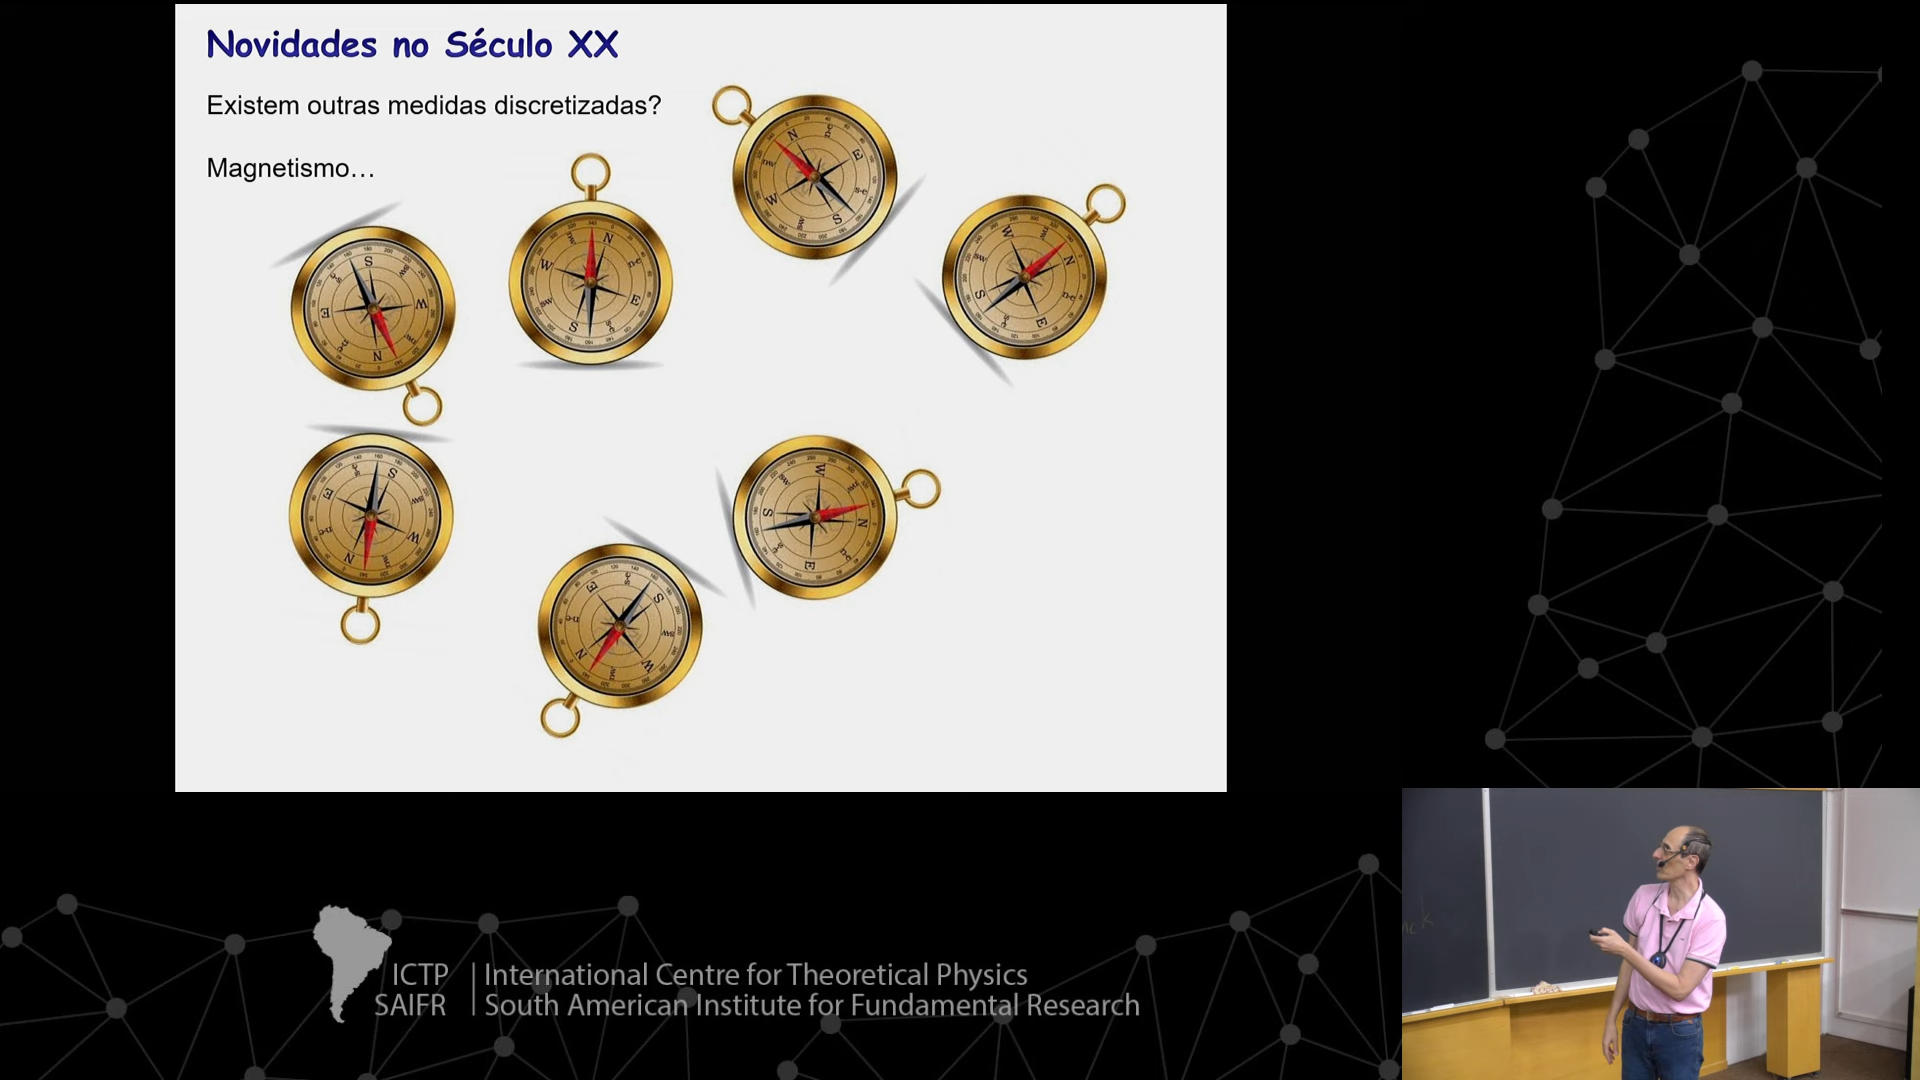 Novidades no Século XX
Existem outras medidas discretizadas?
Magnetismo…
ICTP | International Centre for Theoretical Physics
SAIFR | South American Institute for Fundamental Research